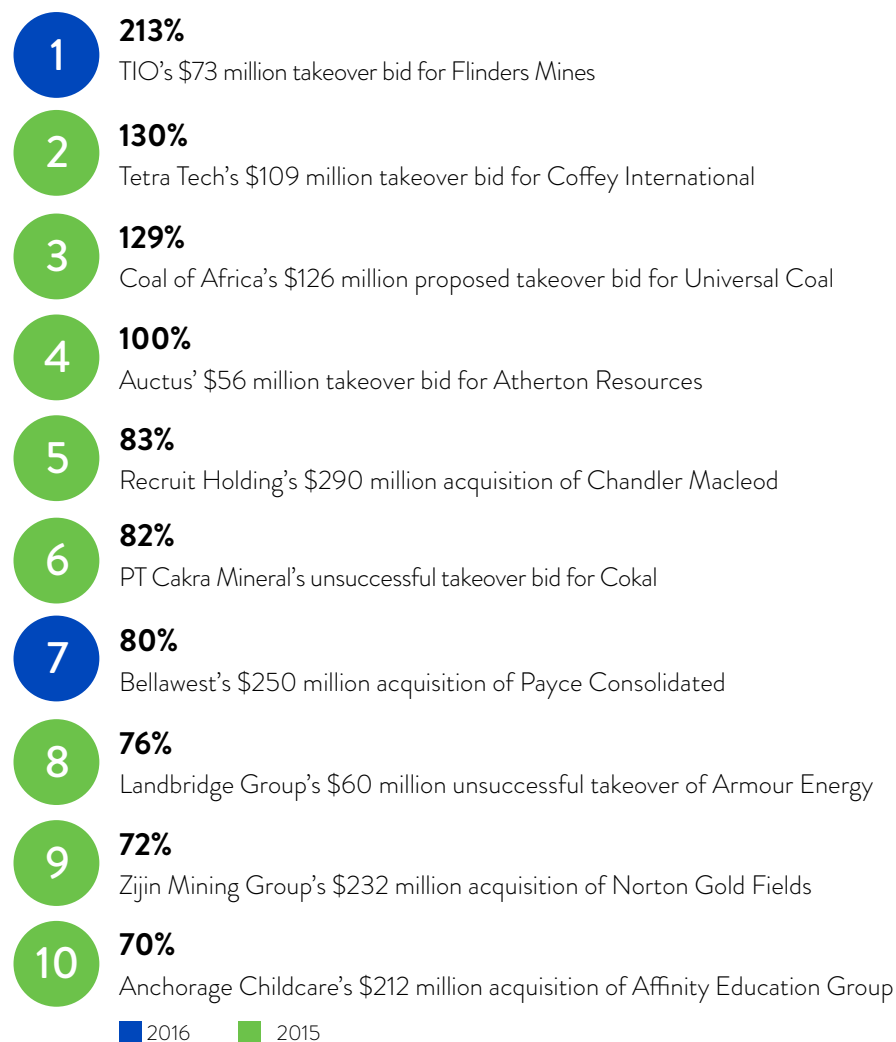 1
213%
TIO’s $73 million takeover bid for Flinders Mines
2
130%
Tetra Tech’s $109 million takeover bid for Coffey International
3
129%
Coal of Africa’s $126 million proposed takeover bid for Universal Coal
4
100%
Auctus’ $56 million takeover bid for Atherton Resources
5
83%
Recruit Holding’s $290 million acquisition of Chandler Macleod
6
82%
PT Cakra Mineral’s unsuccessful takeover bid for Cokal
7
80%
Bellawest’s $250 million acquisition of Payce Consolidated
8
76%
Landbridge Group’s $60 million unsuccessful takeover of Armour Energy
9
72%
Zijin Mining Group’s $232 million acquisition of Norton Gold Fields
10
70%
Anchorage Childcare’s $212 million acquisition of Affinity Education Group
2016 2015